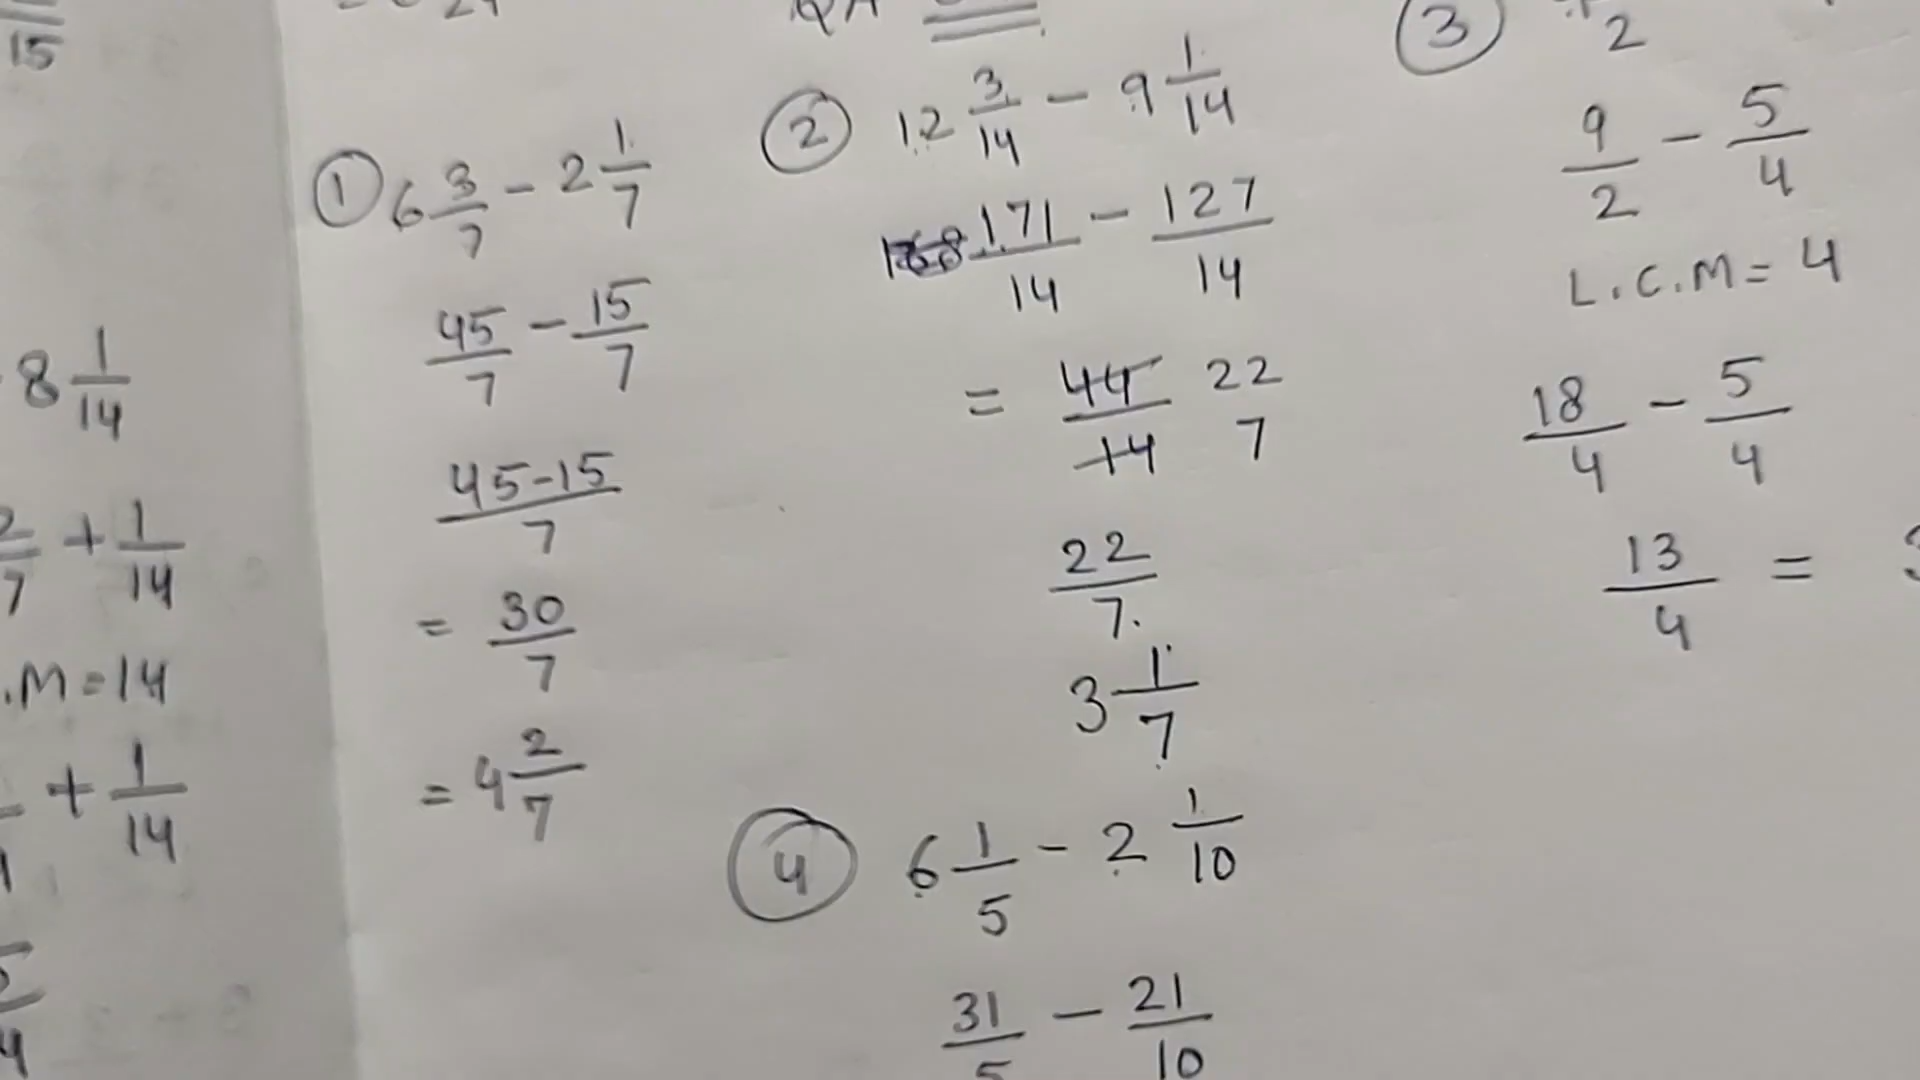 15
24
8 1/14
+ 1/14
.M = 14
+ 1/14
① 6 3/7 - 2 1/7
45/7 - 15/7
45-15/7
= 30/7
= 4 2/7
② 12 3/14 - 9 1/14
171/14 - 127/14
= 44/14 22/7
22/7
3 1/7
④ 6 1/5 - 2 1/10
31/5 - 21/10
③
2
9/2 - 5/4
L.C.M = 4
18/4 - 5/4
13/4 =